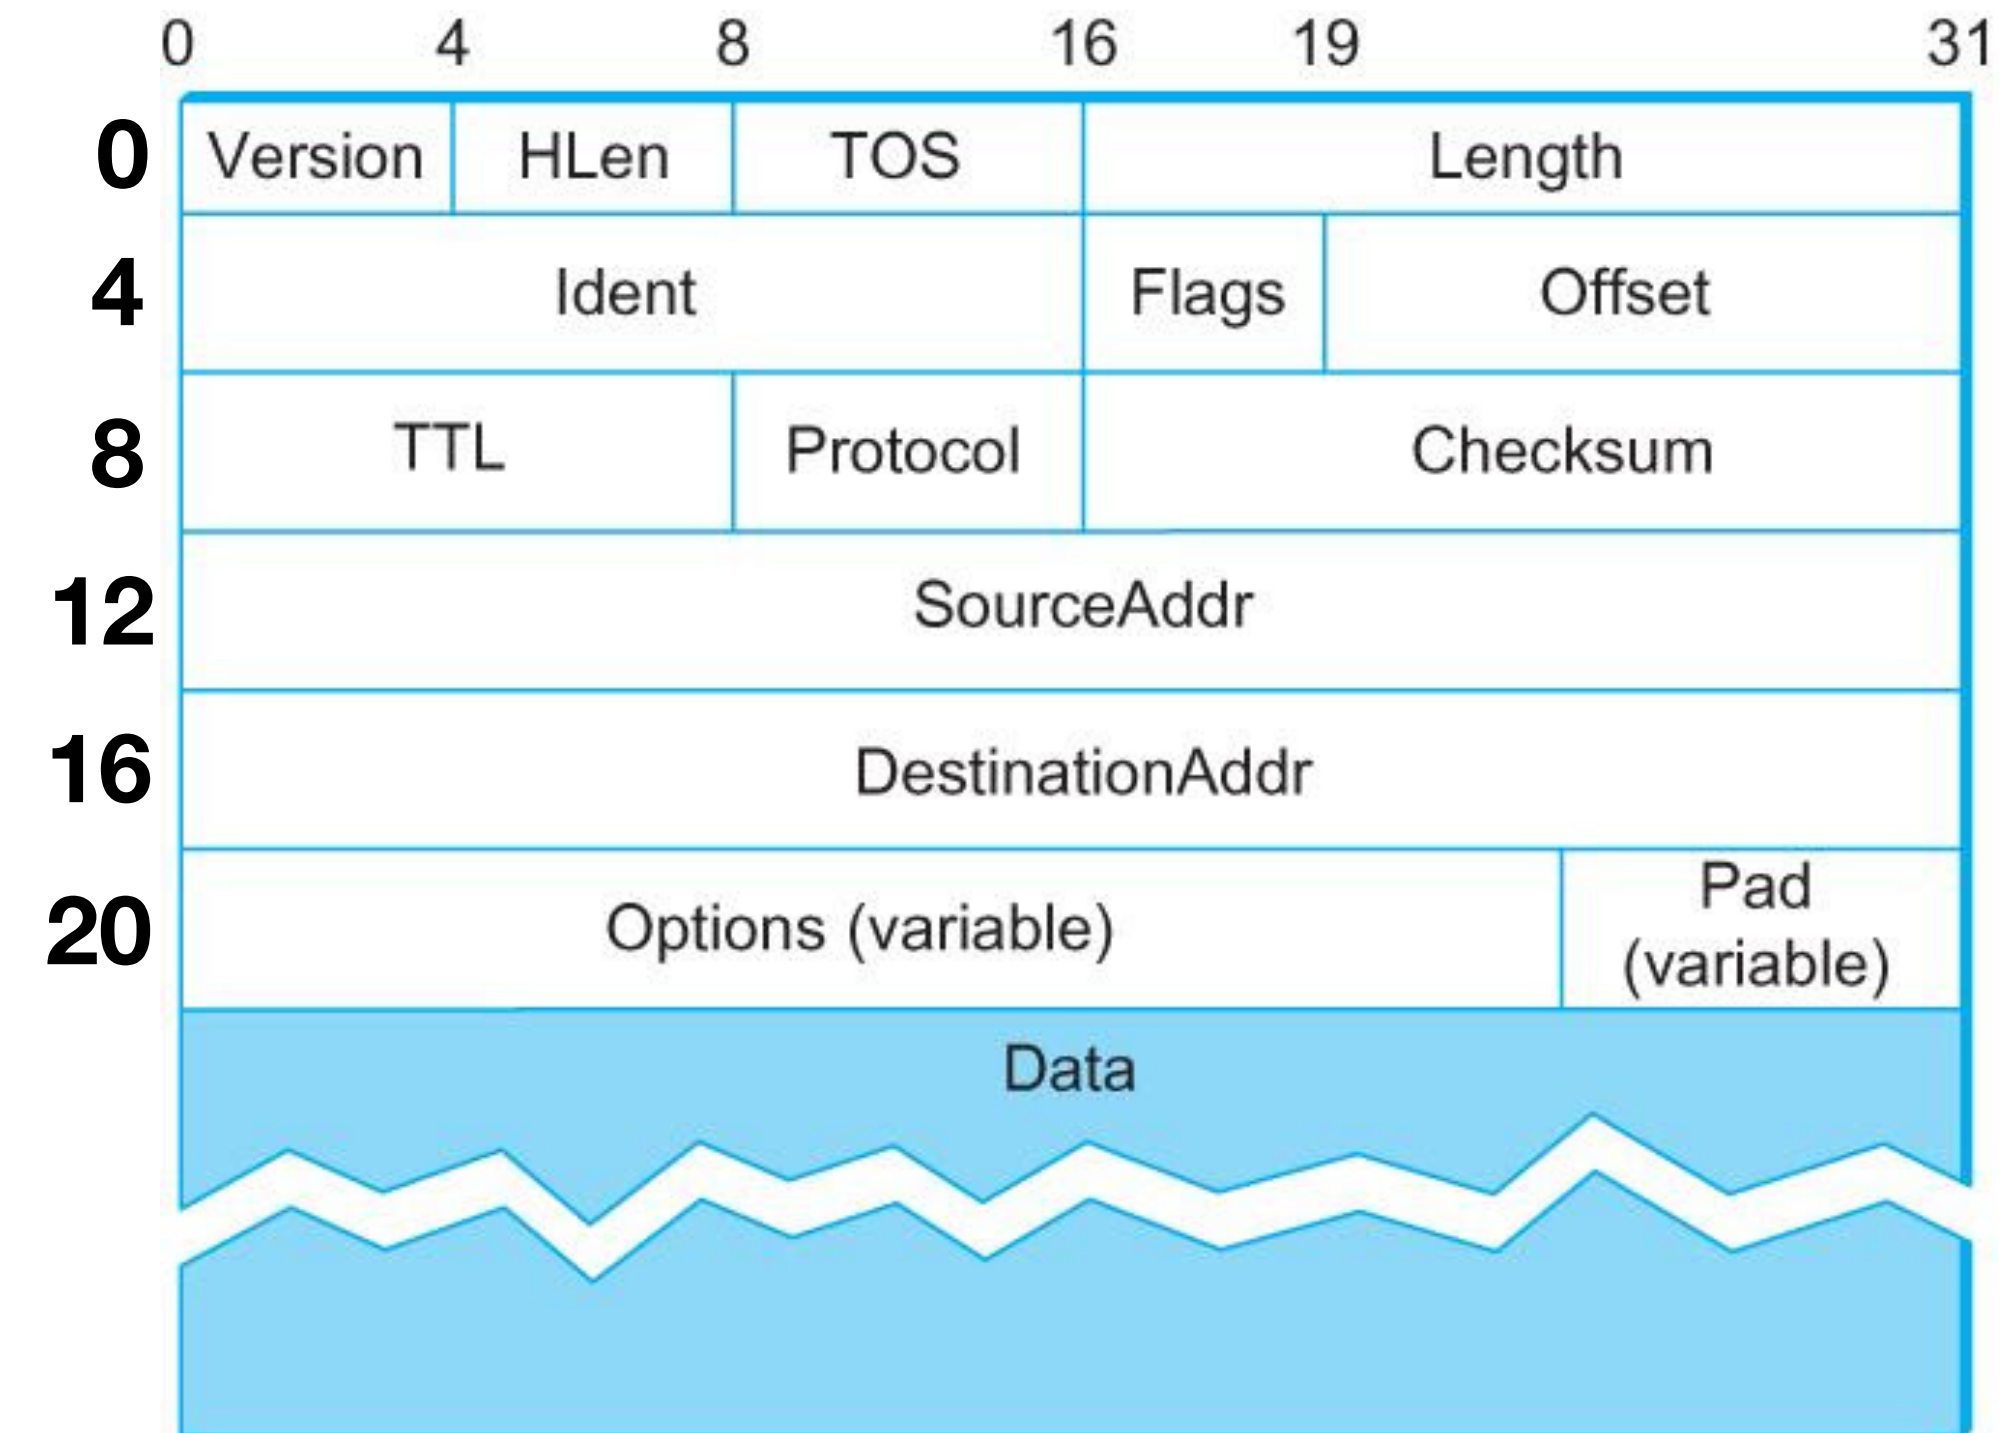 0 4 8 16 19 31
0 Version HLen TOS Length
4 Ident Flags Offset
8 TTL Protocol Checksum
12 SourceAddr
16 DestinationAddr
20 Options (variable) Pad
(variable)
Data